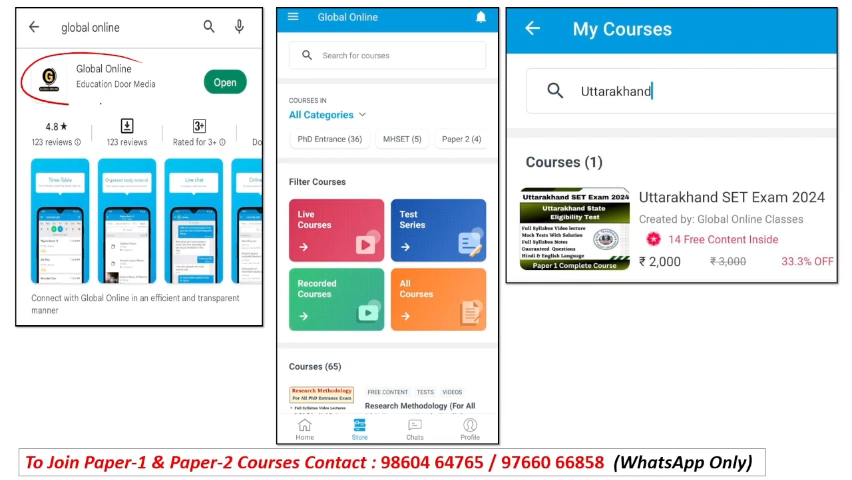 global online
Global Online
Education Door Media
Open
4.8★
123 reviews
123 reviews
3+
Rated for 3+
Do
Time-Table
Live chat
Connect with Global Online in an efficient and transparent
manner
Global Online
Search for courses
COURSES IN
All Categories
PhD Entrance (36)
MHSET (5)
Paper 2 (4)
Filter Courses
Live
Courses
Test
Series
Recorded
Courses
All
Courses
Courses (65)
Research Methodology
For All PhD Entrance Exam
• Full Syllabus Video Lectures
FREE CONTENT TESTS VIDEOS
Research Methodology (For All
Home
Store
Chats
Profile
My Courses
Uttarakhand
Courses (1)
Uttarakhand SET Exam 2024
Uttarakhand State
Eligibility Test
Full Syllabus Video lecture
Mock Tests With Solution
Full Syllabus Notes
Guaranteed Questions
Hindi & English Language
Paper 1 Complete Course
Uttarakhand SET Exam 2024
Created by: Global Online Classes
14 Free Content Inside
₹ 2,000 ₹ 3,000 33.3% OFF
To Join Paper-1 & Paper-2 Courses Contact : 98604 64765 / 97660 66858 (WhatsApp Only)